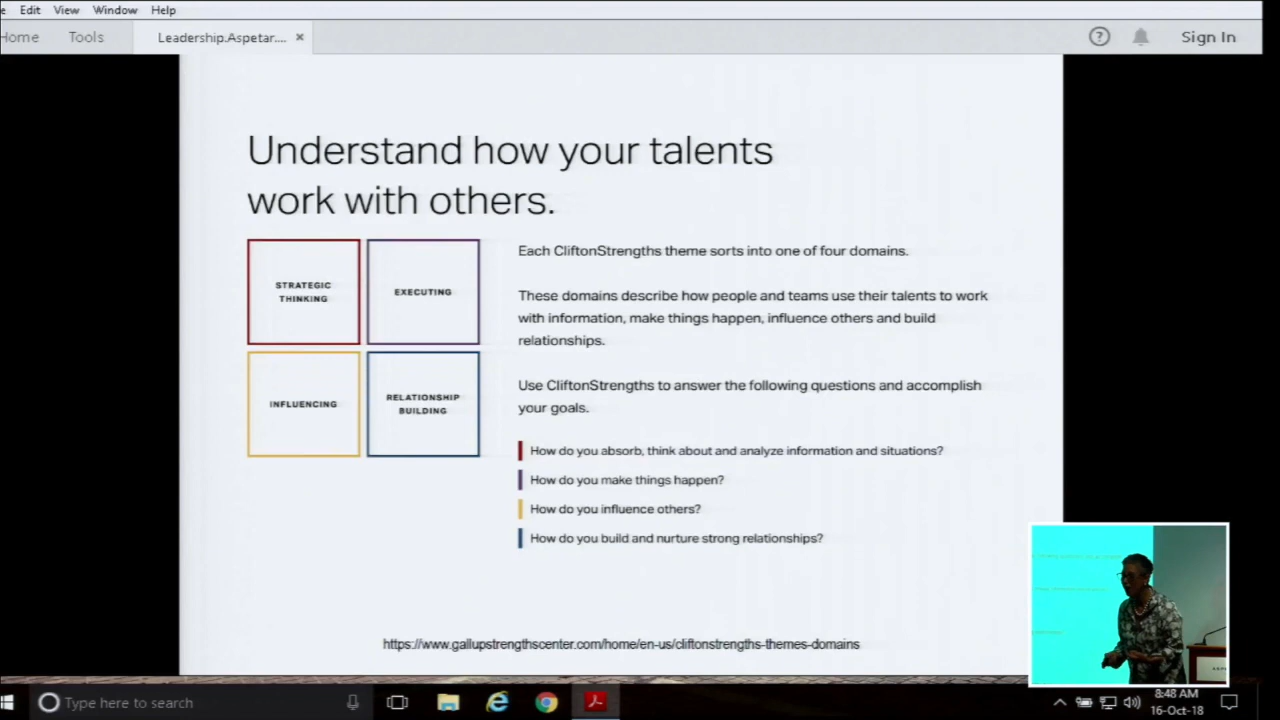 Edit View Window Help
Home Tools Leadership.Aspetar.... × ? Sign In
Understand how your talents
work with others.
STRATEGIC
THINKING
EXECUTING
INFLUENCING
RELATIONSHIP
BUILDING
Each CliftonStrengths theme sorts into one of four domains.
These domains describe how people and teams use their talents to work
with information, make things happen, influence others and build
relationships.
Use CliftonStrengths to answer the following questions and accomplish
your goals.
How do you absorb, think about and analyze information and situations?
How do you make things happen?
How do you influence others?
How do you build and nurture strong relationships?
https://www.gallupstrengthscenter.com/home/en-us/cliftonstrengths-themes-domains
Type here to search
8:48 AM
16-Oct-18